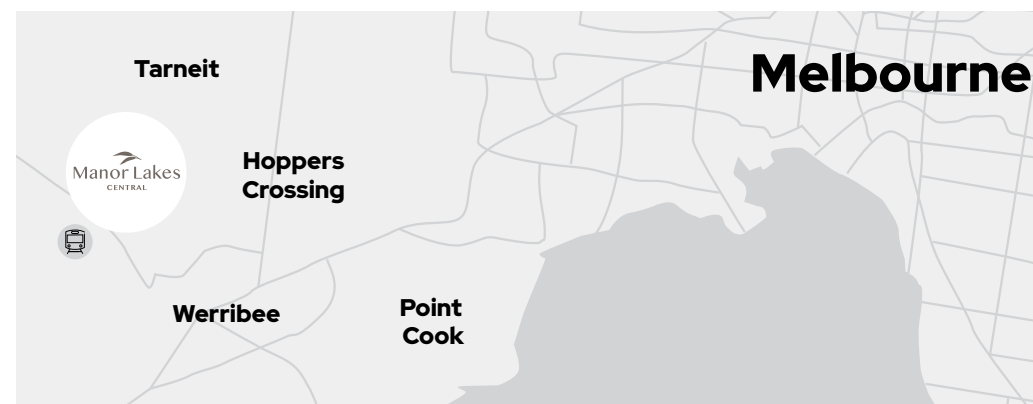 Tarneit
Melbourne
Manor Lakes
CENTRAL
Hoppers
Crossing
Werribee
Point
Cook